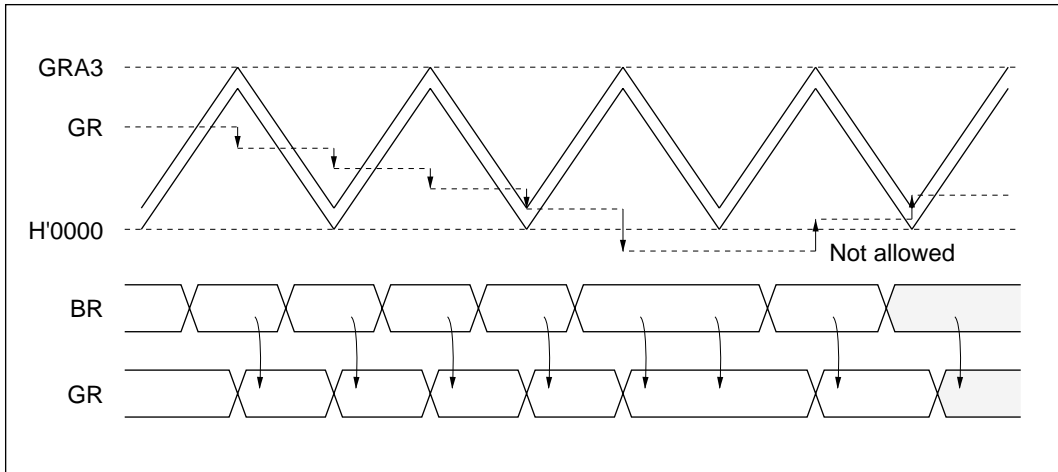 GRA3
GR
H'0000
Not allowed
BR
GR